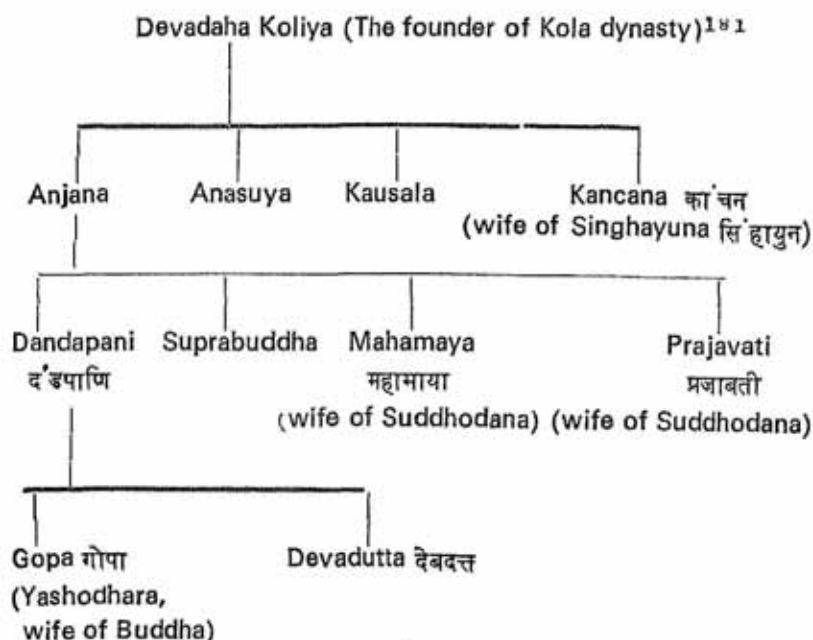 Devadaha Koliya (The founder of Kola dynasty)¹४¹
Anjana Anasuya Kausala Kancana कांचन
(wife of Singhayuna सिंहायुन)
Dandapani Suprabuddha Mahamaya Prajavati
दंडपाणि महामाया प्रजाबती
(wife of Suddhodana) (wife of Suddhodana)
Gopa गोपा Devadutta देबदत्त
(Yashodhara,
wife of Buddha)